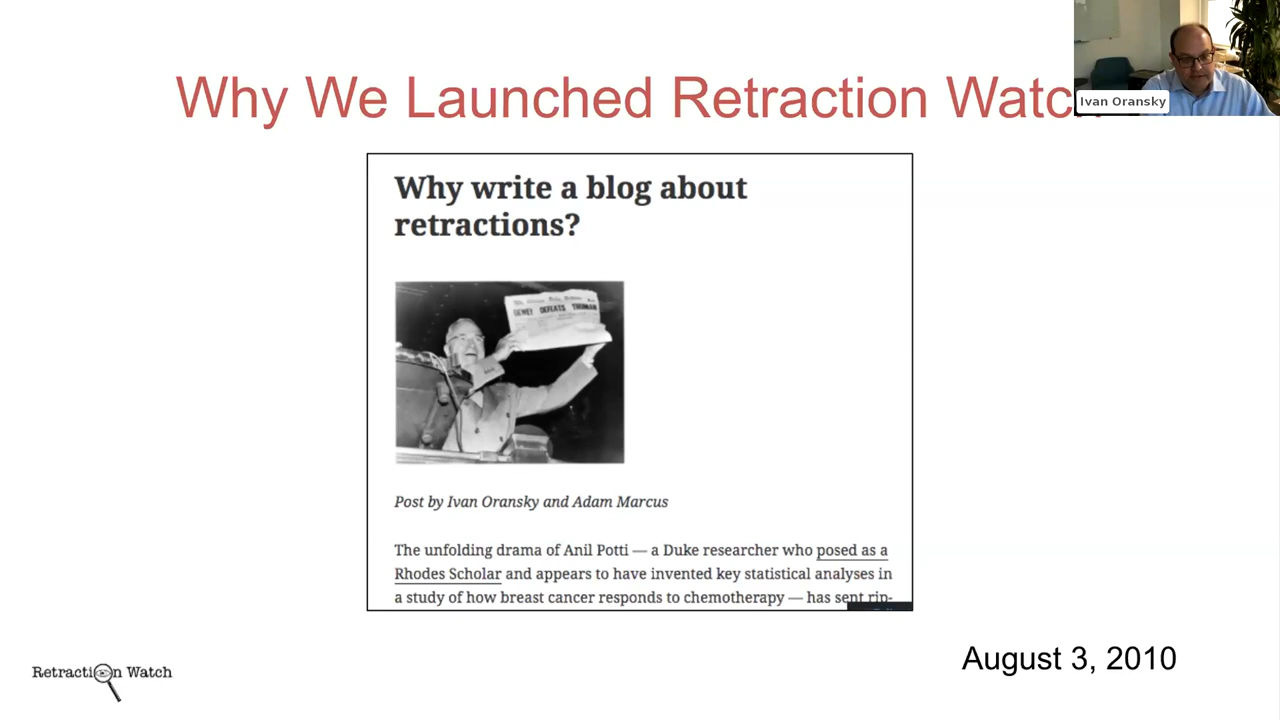 Why We Launched Retraction Watc
Ivan Oransky
Why write a blog about
retractions?
DEWEY DEFEATS TRUMAN
Post by Ivan Oransky and Adam Marcus
The unfolding drama of Anil Potti — a Duke researcher who posed as a
Rhodes Scholar and appears to have invented key statistical analyses in
a study of how breast cancer responds to chemotherapy — has sent rip-
Retraction Watch
August 3, 2010